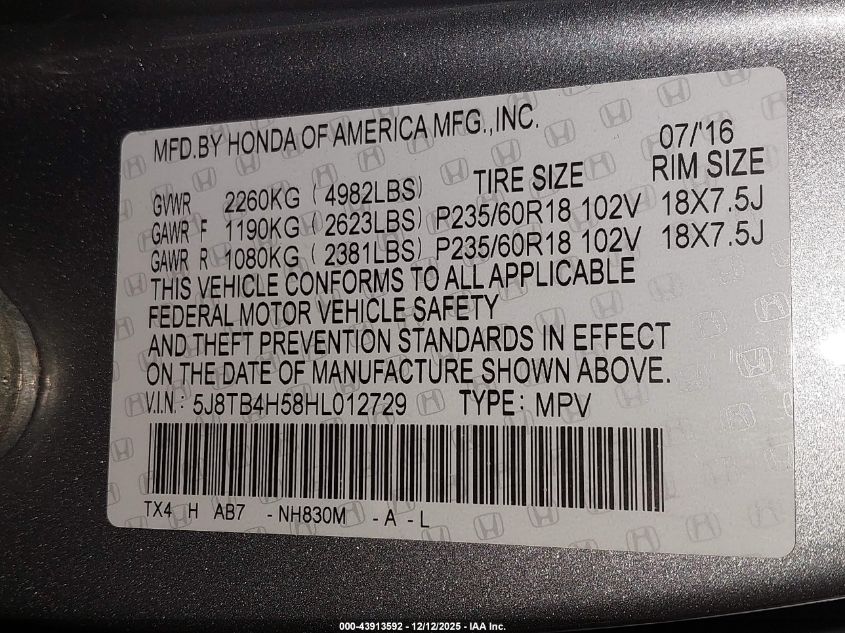 MFD.BY HONDA OF AMERICA MFG.,INC.
07/'16
TIRE SIZE RIM SIZE
GVWR 2260KG ( 4982LBS)
GAWR F 1190KG ( 2623LBS) P235/60R18 102V 18X7.5J
GAWR R 1080KG ( 2381LBS) P235/60R18 102V 18X7.5J
THIS VEHICLE CONFORMS TO ALL APPLICABLE
FEDERAL MOTOR VEHICLE SAFETY
AND THEFT PREVENTION STANDARDS IN EFFECT
ON THE DATE OF MANUFACTURE SHOWN ABOVE.
V.I.N.: 5J8TB4H58HL012729 TYPE: MPV
TX4 H AB7 -NH830M -A -L
000-43913592 - 12/12/2025 - IAA Inc.